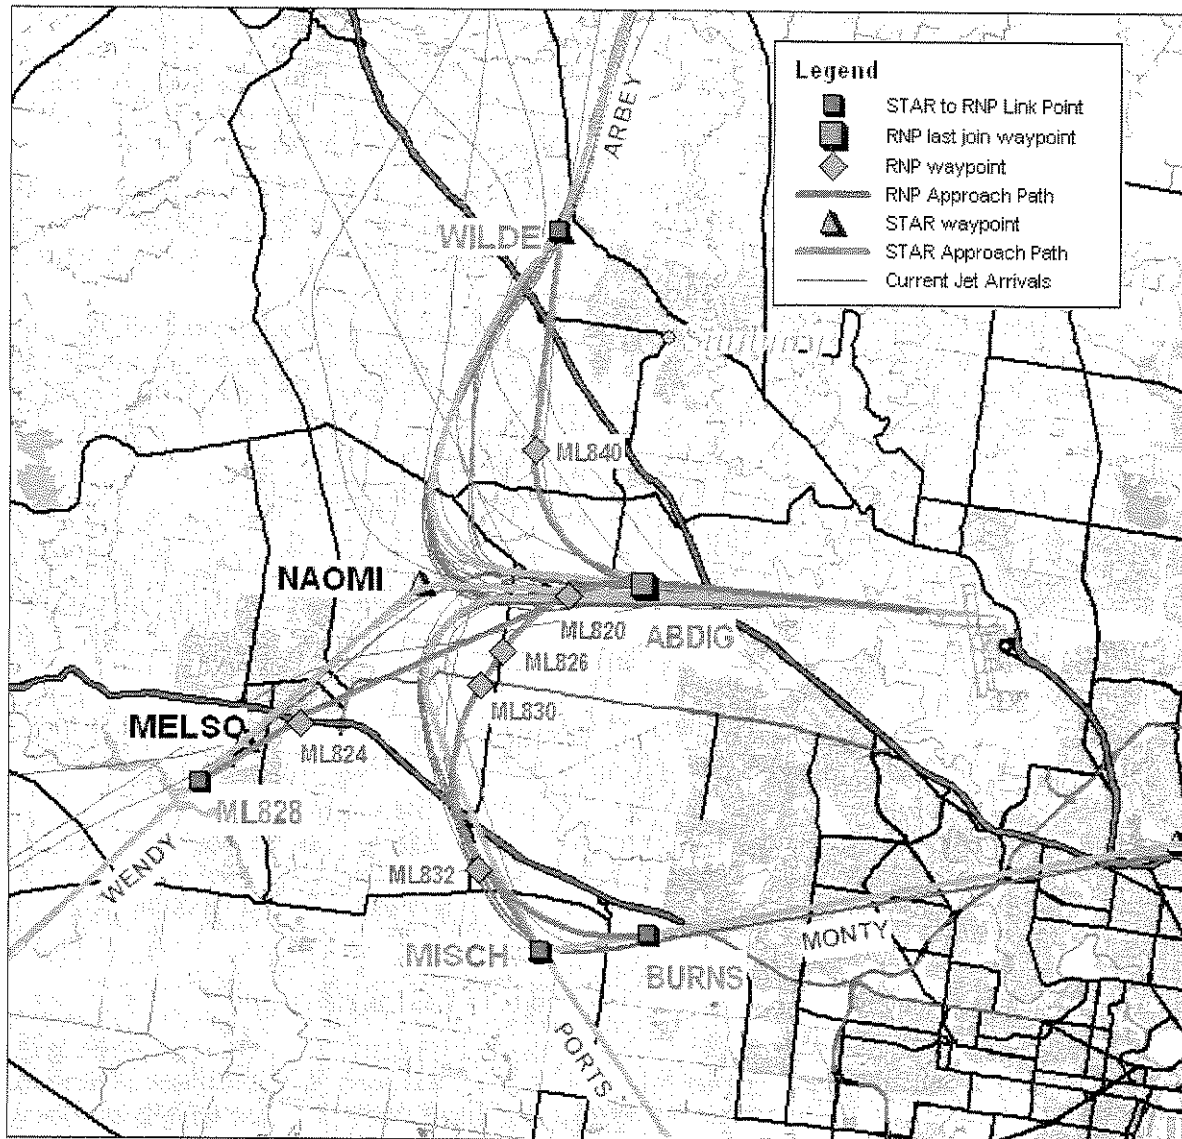 ARBEY
Legend
STAR to RNP Link Point
RNP last join waypoint
RNP waypoint
RNP Approach Path
STAR waypoint
STAR Approach Path
Current Jet Arrivals
WILDE
Sunbury
ML840
NAOMI
ML820
ABDIG
ML826
ML830
MELSO
ML824
ML828
WENDY
ML832
MONTY
MISCH
BURNS
PORTS